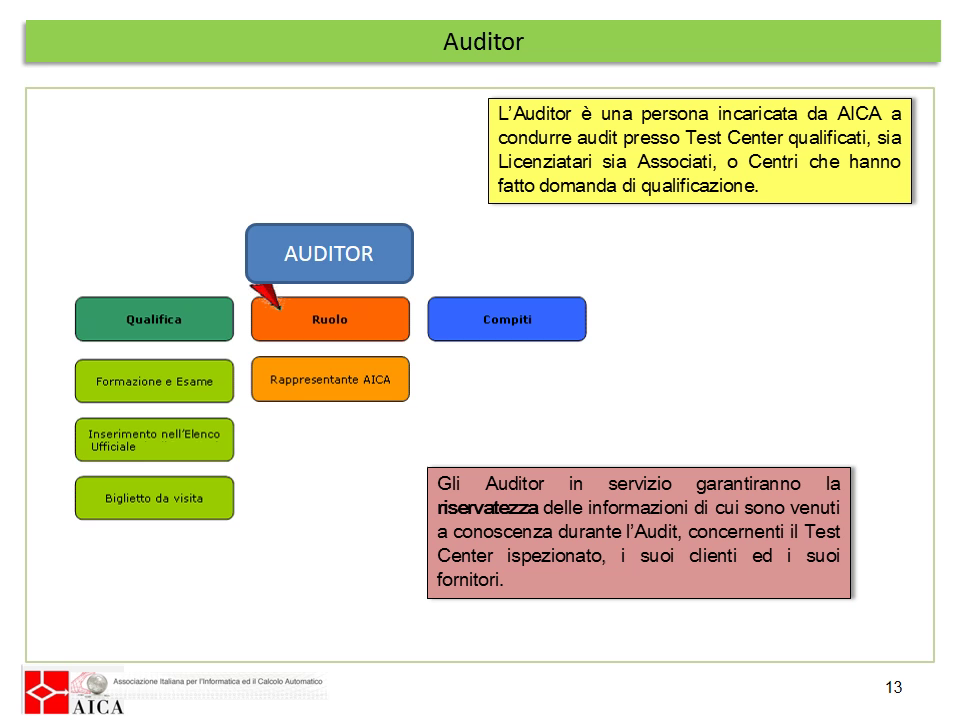 Auditor
L'Auditor è una persona incaricata da AICA a
condurre audit presso Test Center qualificati, sia
Licenziatari sia Associati, o Centri che hanno
fatto domanda di qualificazione.
AUDITOR
Qualifica
Ruolo
Compiti
Formazione e Esame
Rappresentante AICA
Inserimento nell'Elenco
Ufficiale
Biglietto da visita
Gli Auditor in servizio garantiranno la
riservatezza delle informazioni di cui sono venuti
a conoscenza durante l'Audit, concernenti il Test
Center ispezionato, i suoi clienti ed i suoi
fornitori.
Associazione Italiana per l'Informatica ed il Calcolo Automatico
AICA
13